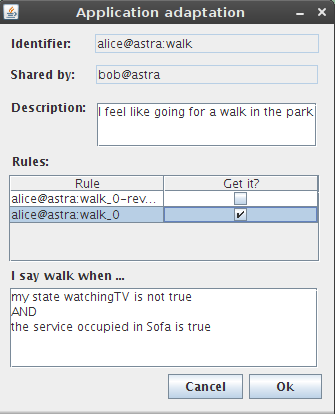 Application adaptation
Identifier: alice@astra:walk
Shared by: bob@astra
Description: I feel like going for a walk in the park
Rules:
Rule Get it?
alice@astra:walk_0-rev...
alice@astra:walk_0
I say walk when ...
my state watchingTV is not true
AND
the service occupied in Sofa is true
Cancel Ok